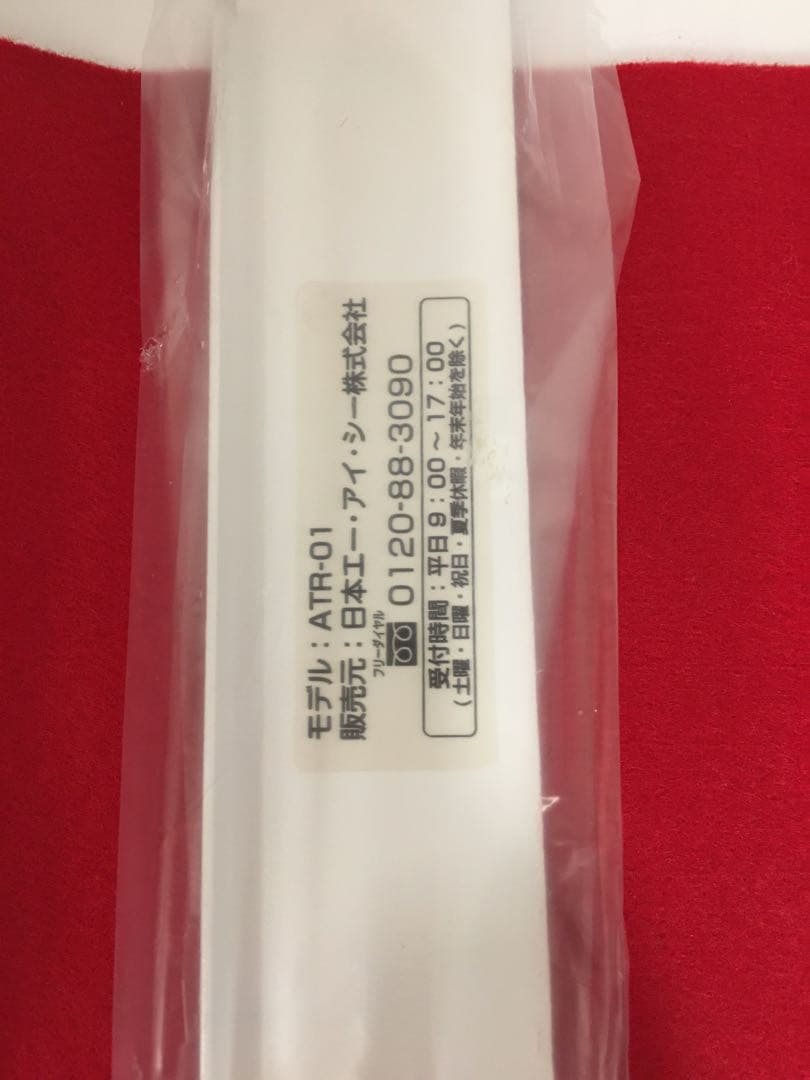 モデル：ATR-01
販売元：日本エー・アイ・シー株式会社
フリーダイヤル
0120-88-3090
受付時間：平日9：00～17：00
(土曜・日曜・祝日・夏季休暇・年末年始を除く)